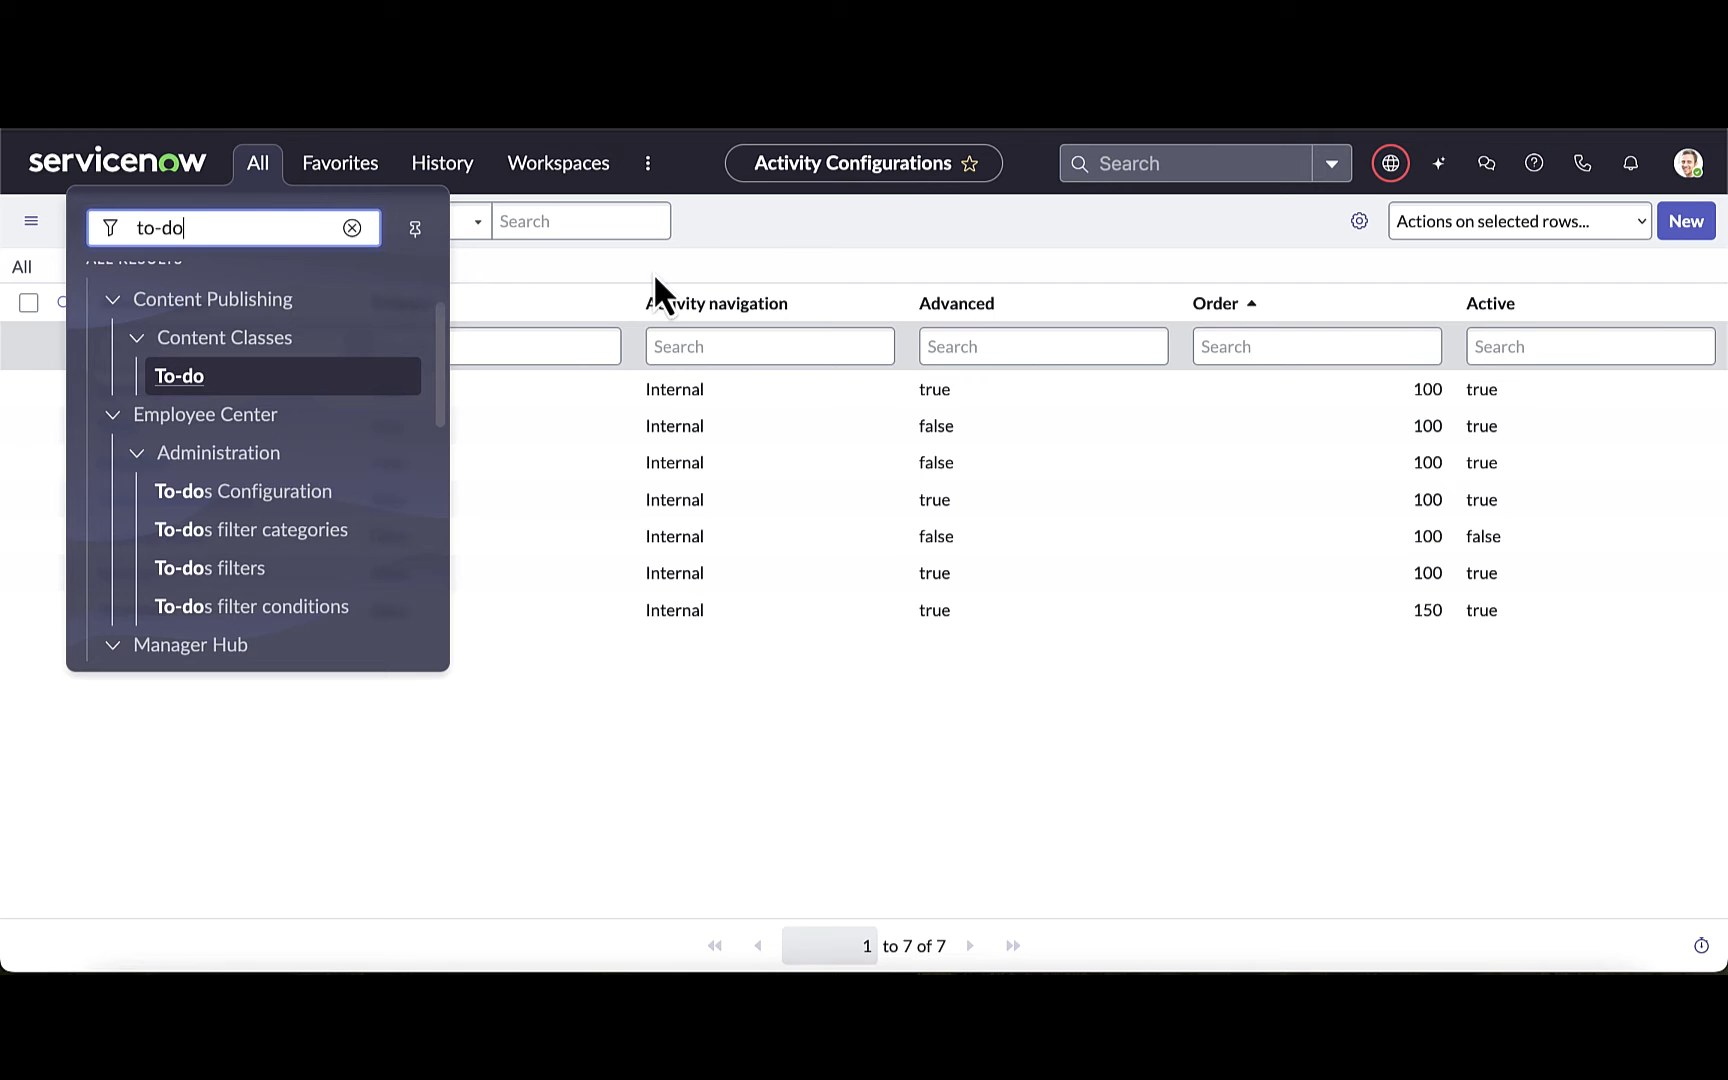 servicenow All Favorites History Workspaces Activity Configurations Search
to-do Search Actions on selected rows... New
All
ALL RESULTS
Content Publishing
Content Classes
To-do
Employee Center
Administration
To-dos Configuration
To-dos filter categories
To-dos filters
To-dos filter conditions
Manager Hub
Activity navigation Advanced Order Active
Search Search Search Search
Internal true 100 true
Internal false 100 true
Internal false 100 true
Internal true 100 true
Internal false 100 false
Internal true 100 true
Internal true 150 true
1 to 7 of 7